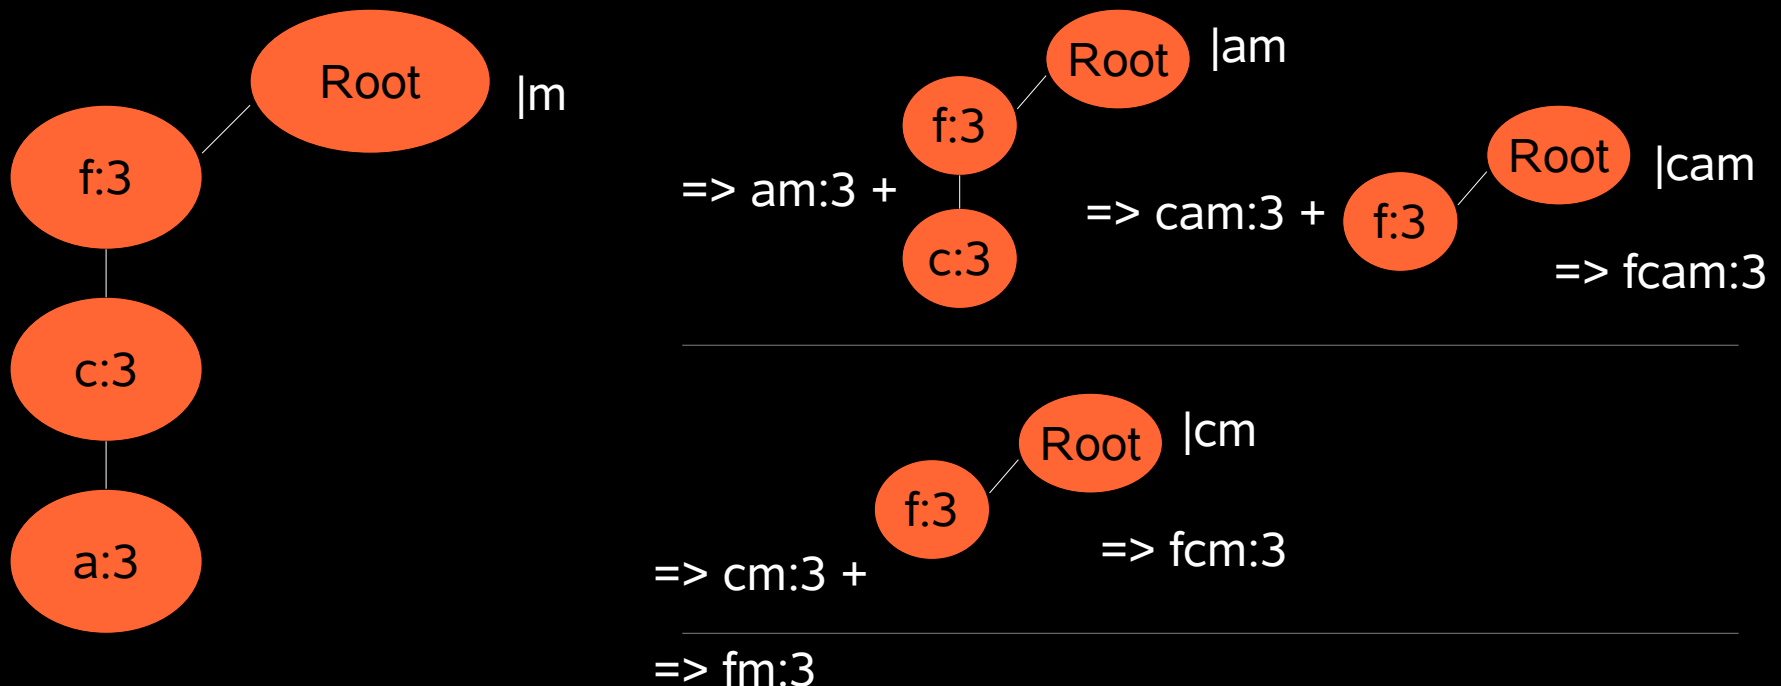 Root
|m
f:3
c:3
a:3
Root
|am
f:3
=> am:3 +
c:3
Root
|cam
=> cam:3 +
f:3
=> fcam:3
Root
|cm
f:3
=> cm:3 +
=> fcm:3
=> fm:3